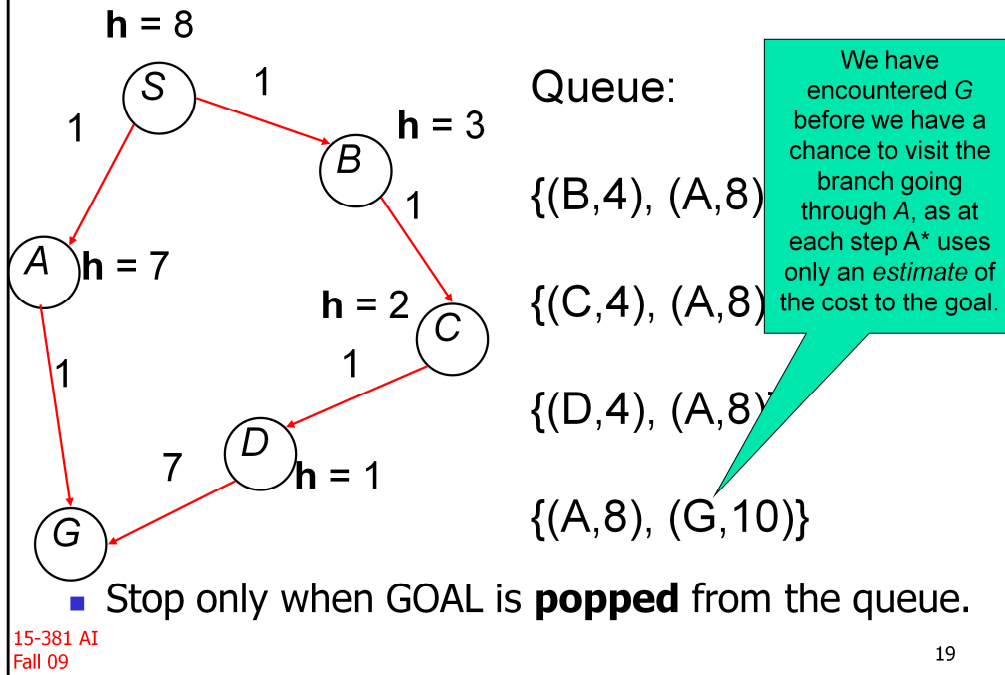 h = 8
S
1
1
h = 3
B
1
A
h = 7
h = 2
C
1
1
D
7
h = 1
G
Queue:
{(B,4), (A,8)
{(C,4), (A,8)
{(D,4), (A,8)}
{(A,8), (G,10)}
We have
encountered G
before we have a
chance to visit the
branch going
through A, as at
each step A* uses
only an estimate of
the cost to the goal.
Stop only when GOAL is popped from the queue.
15-381 AI
Fall 09
19